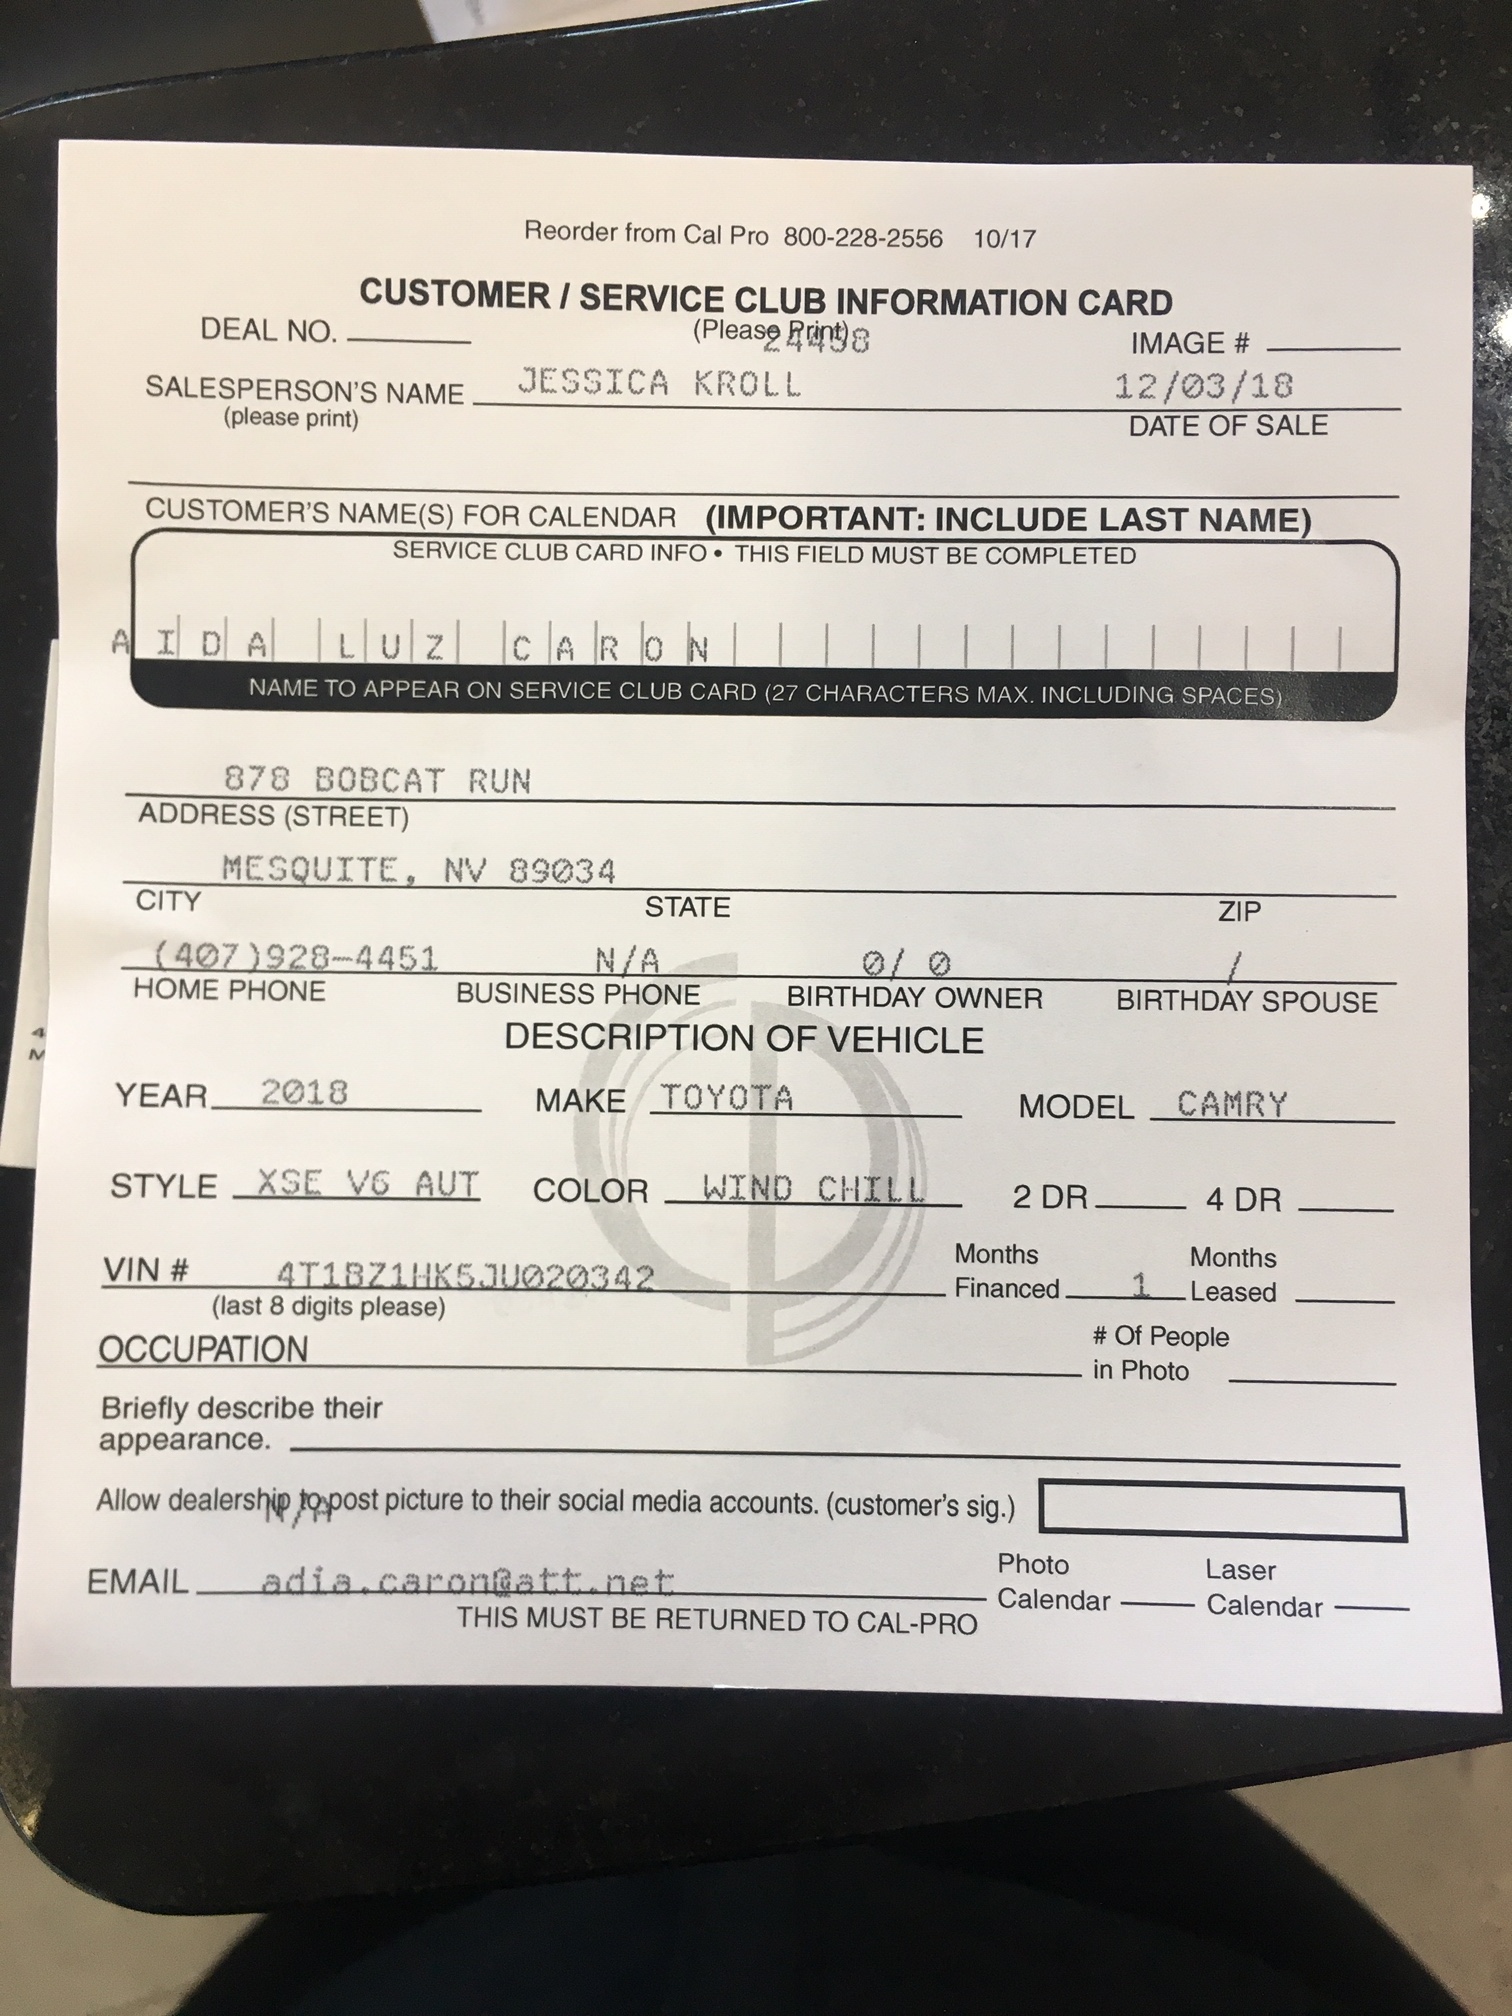 Reorder from Cal Pro 800-228-2556 10/17
CUSTOMER / SERVICE CLUB INFORMATION CARD
(Please Print)
DEAL NO. 24498 IMAGE #
SALESPERSON'S NAME JESSICA KROLL 12/03/18
(please print) DATE OF SALE
CUSTOMER'S NAME(S) FOR CALENDAR (IMPORTANT: INCLUDE LAST NAME)
SERVICE CLUB CARD INFO • THIS FIELD MUST BE COMPLETED
AIDA LUZ CARON
NAME TO APPEAR ON SERVICE CLUB CARD (27 CHARACTERS MAX. INCLUDING SPACES)
878 BOBCAT RUN
ADDRESS (STREET)
MESQUITE, NV 89034
CITY STATE ZIP
(407)928-4451 N/A 0/ 0 /
HOME PHONE BUSINESS PHONE BIRTHDAY OWNER BIRTHDAY SPOUSE
DESCRIPTION OF VEHICLE
YEAR 2018 MAKE TOYOTA MODEL CAMRY
STYLE XSE V6 AUT COLOR WIND CHILL 2 DR 4 DR
VIN # 4T1BZ1HK5JU020342 Months Financed 1 Months Leased
(last 8 digits please)
OCCUPATION # Of People in Photo
Briefly describe their
appearance.
Allow dealership to post picture to their social media accounts. (customer's sig.)
N/A
EMAIL adia.caron@att.net Photo Calendar Laser Calendar
THIS MUST BE RETURNED TO CAL-PRO